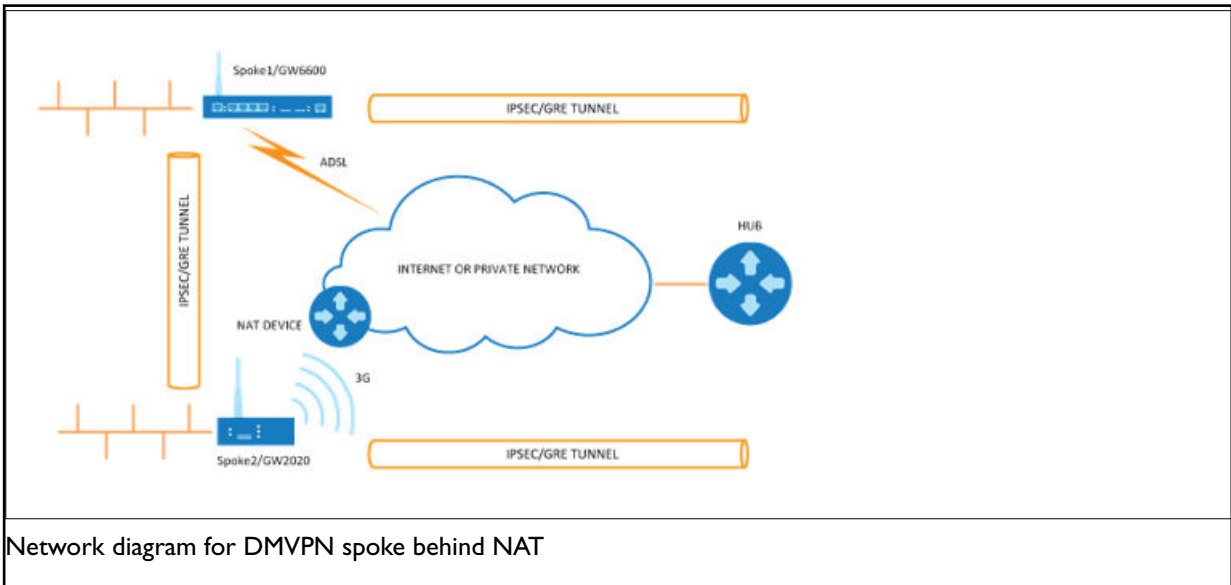 Spoke1/GW6600
IPSEC/GRE TUNNEL
ADSL
IPSEC/GRE TUNNEL
HUB
INTERNET OR PRIVATE NETWORK
NAT DEVICE
3G
Spoke2/GW2020
IPSEC/GRE TUNNEL
Network diagram for DMVPN spoke behind NAT